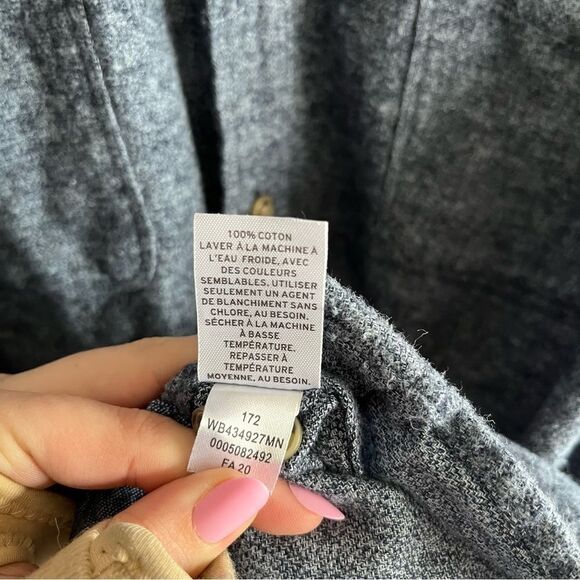 100% COTON
LAVER À LA MACHINE À
L'EAU FROIDE, AVEC
DES COULEURS
SEMBLABLES. UTILISER
SEULEMENT UN AGENT
DE BLANCHIMENT SANS
CHLORE, AU BESOIN.
SÉCHER À LA MACHINE
À BASSE
TEMPÉRATURE.
REPASSER À
TEMPÉRATURE
MOYENNE, AU BESOIN.
172
WB434927MN
0005082492
FA 20